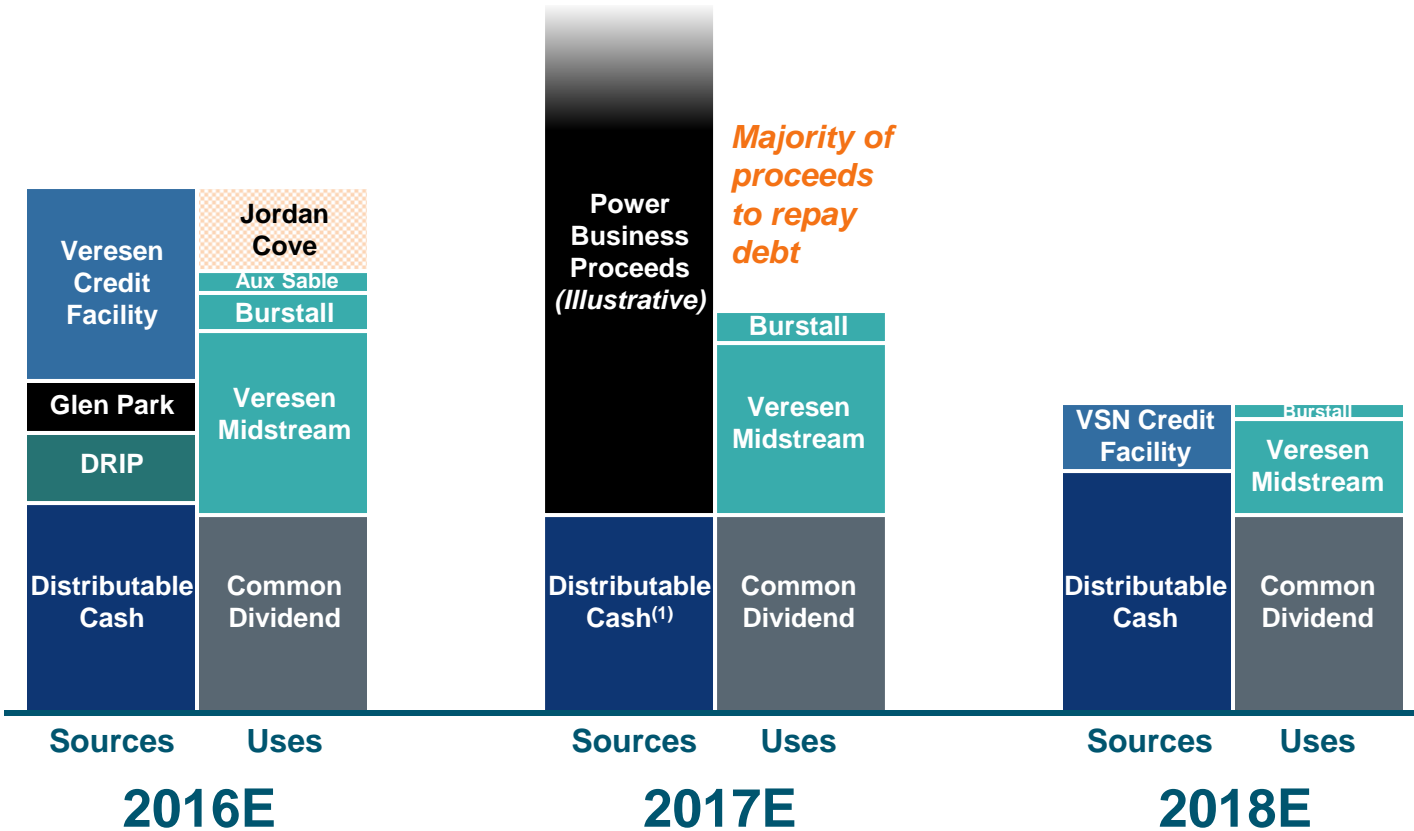 Veresen
Credit
Facility
Glen Park
DRIP
Distributable
Cash
Jordan
Cove
Aux Sable
Burstall
Veresen
Midstream
Common
Dividend
Sources
Uses
2016E
Power
Business
Proceeds
(Illustrative)
Distributable
Cash(1)
Majority of
proceeds
to repay
debt
Burstall
Veresen
Midstream
Common
Dividend
Sources
Uses
2017E
VSN Credit
Facility
Distributable
Cash
Burstall
Veresen
Midstream
Common
Dividend
Sources
Uses
2018E